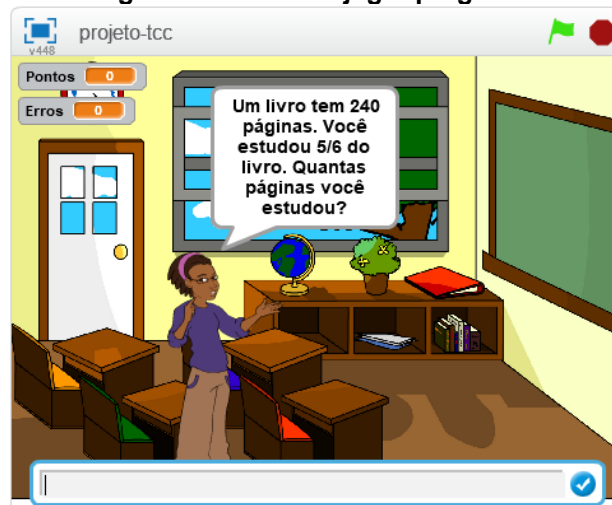 projeto-tcc
v448
Pontos 0
Erros 0
Um livro tem 240
páginas. Você
estudou 5/6 do
livro. Quantas
páginas você
estudou?